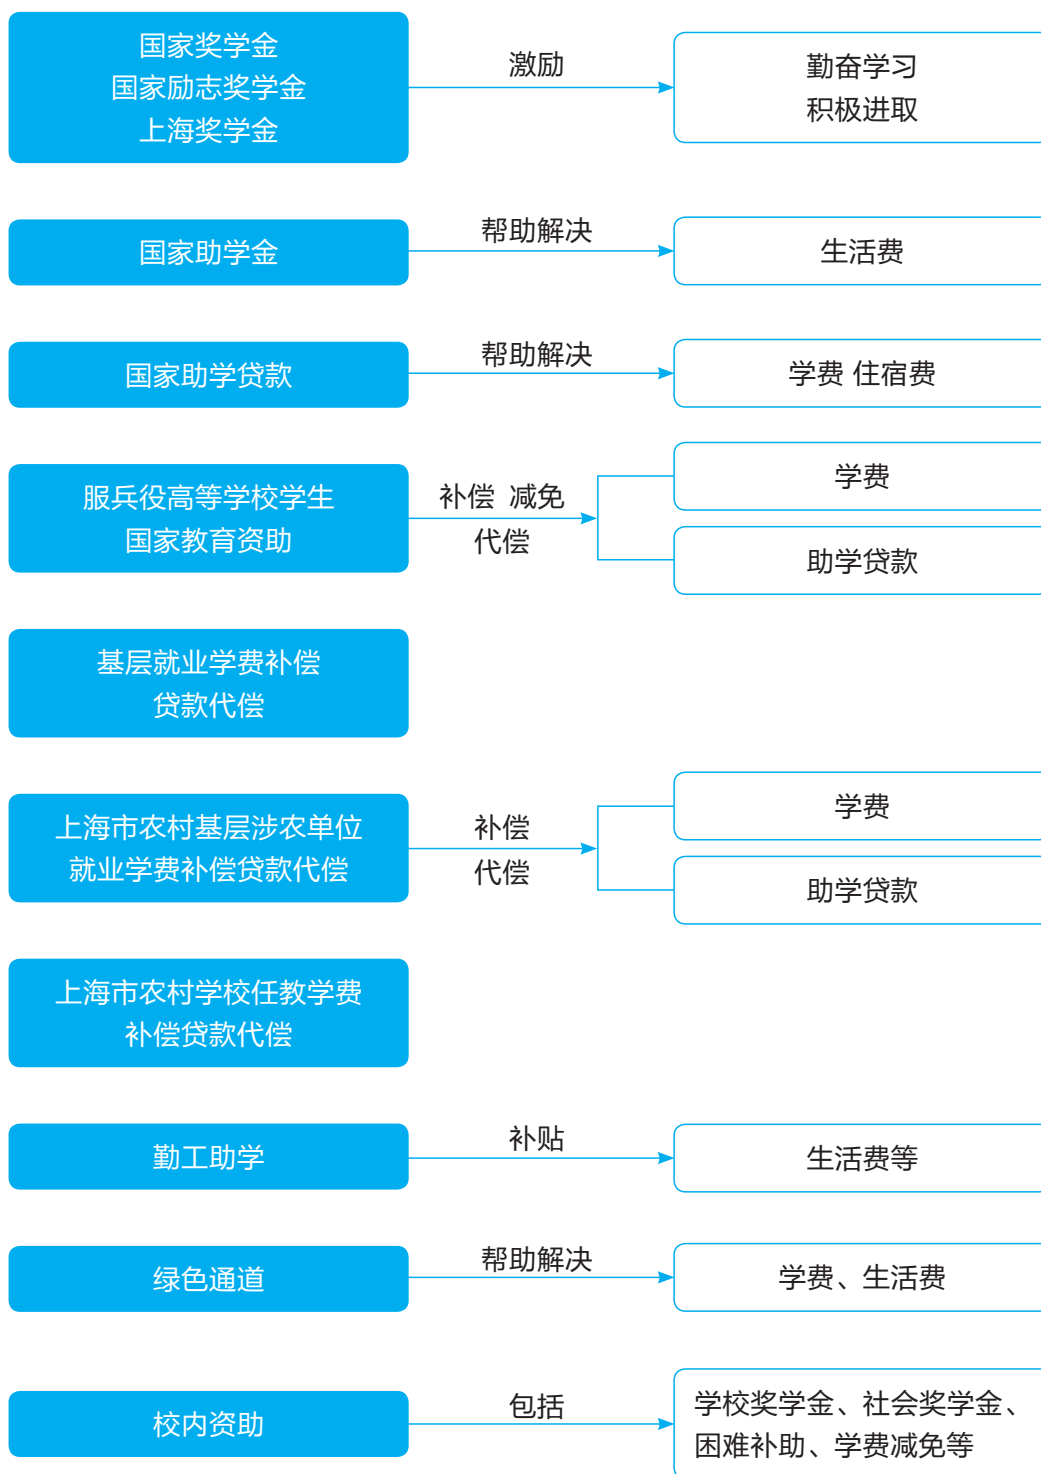 国家奖学金
国家励志奖学金
上海奖学金
激励
勤奋学习
积极进取
国家助学金
帮助解决
生活费
国家助学贷款
帮助解决
学费 住宿费
服兵役高等学校学生
国家教育资助
补偿 减免
代偿
学费
助学贷款
基层就业学费补偿
贷款代偿
上海市农村基层涉农单位
就业学费补偿贷款代偿
补偿
代偿
学费
助学贷款
上海市农村学校任教学费
补偿贷款代偿
勤工助学
补贴
生活费等
绿色通道
帮助解决
学费、生活费
校内资助
包括
学校奖学金、社会奖学金、
困难补助、学费减免等